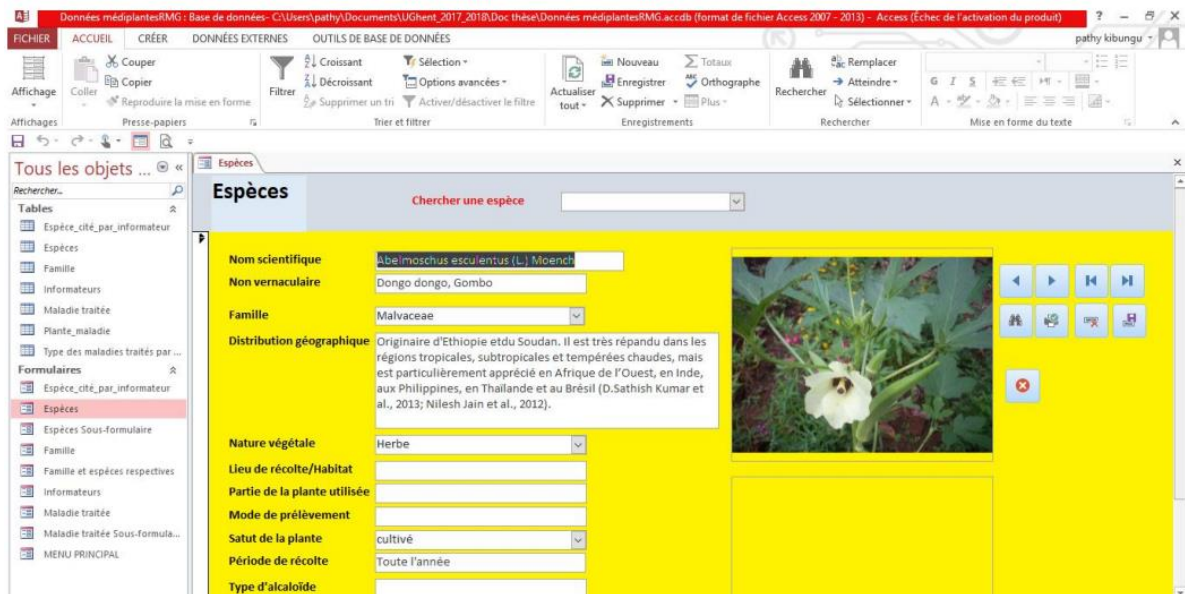 Données médiplantesRMG : Base de données- C:\Users\pathy\Documents\UGhent_2017_2018\Doc thèse\Données médiplantesRMG.accdb (format de fichier Access 2007 - 2013) - Access (Échec de l'activation du produit)
FICHIER ACCUEIL CRÉER DONNÉES EXTERNES OUTILS DE BASE DE DONNÉES pathy kibungu
Affichage
Affichages
Coller
Couper
Copier
Reproduire la mise en forme
Presse-papiers
Filtrer
Croissant
Décroissant
Supprimer un tri
Sélection
Options avancées
Activer/désactiver le filtre
Trier et filtrer
Actualiser
tout
Nouveau
Enregistrer
Supprimer
Totaux
Orthographe
Plus
Enregistrements
Rechercher
Remplacer
Atteindre
Sélectionner
Rechercher
G I S
A
Mise en forme du texte
Tous les objets ...
Rechercher...
Tables
Espèce_cité_par_informateur
Espèces
Famille
Informateurs
Maladie traitée
Plante_maladie
Type des maladies traités par ...
Formulaires
Espèce_cité_par_informateur
Espèces
Espèces Sous-formulaire
Famille
Famille et espèces respectives
Informateurs
Maladie traitée
Maladie traitée Sous-formula...
MENU PRINCIPAL
Espèces
Espèces
Chercher une espèce
Nom scientifique Abelmoschus esculentus (L.) Moench
Non vernaculaire Dongo dongo, Gombo
Famille Malvaceae
Distribution géographique Originaire d'Ethiopie etdu Soudan. Il est très répandu dans les
régions tropicales, subtropicales et tempérées chaudes, mais
est particulièrement apprécié en Afrique de l'Ouest, en Inde,
aux Philippines, en Thaïlande et au Brésil (D.Sathish Kumar et
al., 2013; Nilesh Jain et al., 2012).
Nature végétale Herbe
Lieu de récolte/Habitat
Partie de la plante utilisée
Mode de prélèvement
Satut de la plante cultivé
Période de récolte Toute l'année
Type d'alcaloïde